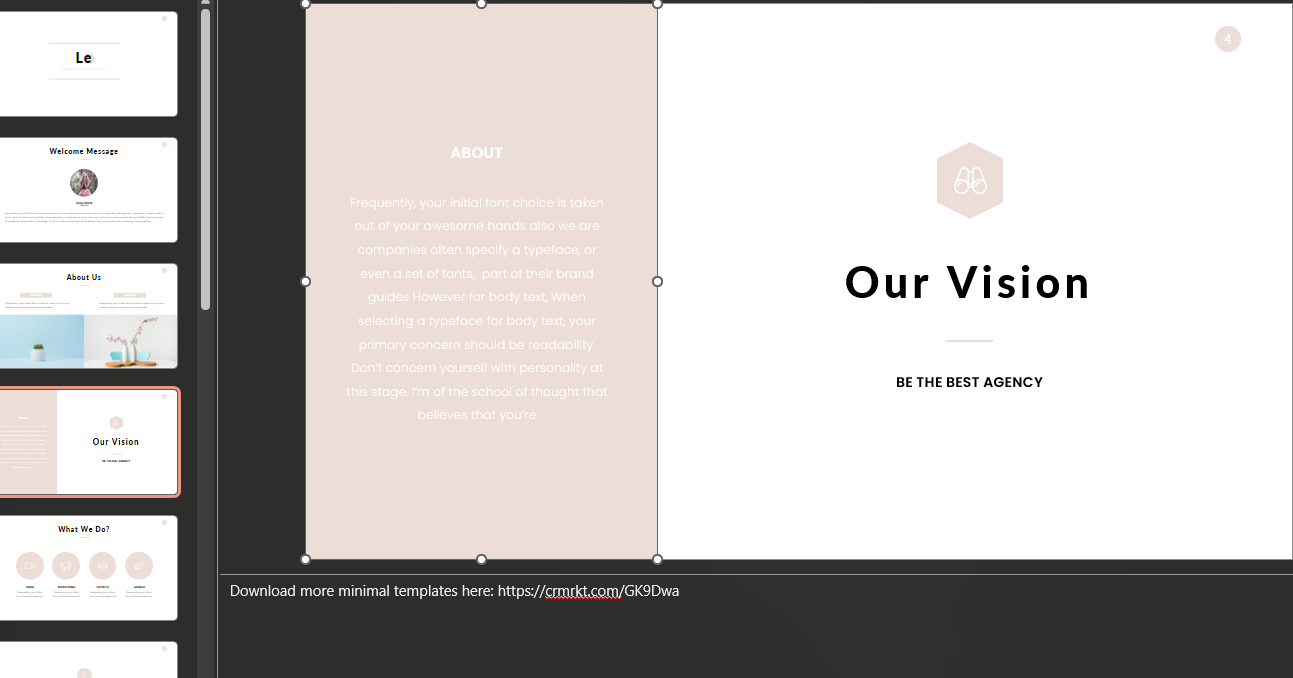 Le
Welcome Message
About Us
Our Vision
BE THE BEST AGENCY
What We Do?
4
ABOUT
Frequently, your initial font choice is taken
out of your awesome hands also we are
companies often specify a typeface, or
even a set of fonts,  part of their brand
guides However for body text, When
selecting a typeface for body text, your
primary concern should be readability.
Don't concern yourself with personality at
this stage. I'm of the school of thought that
believes that you're
Our Vision
BE THE BEST AGENCY
Download more minimal templates here: https://crmrkt.com/GK9Dwa